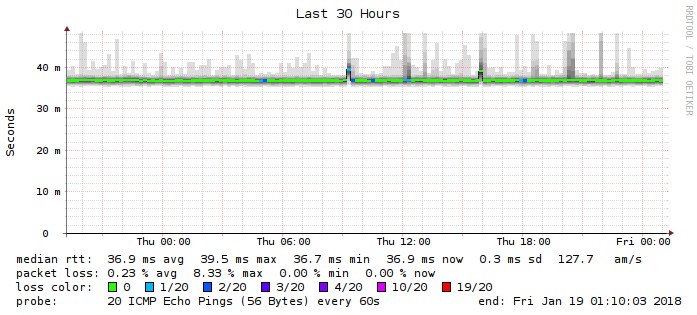 Last 30 Hours
RRDTOOL / TOBI OETIKER
Seconds
40 m
30 m
20 m
10 m
0
Thu 00:00 Thu 06:00 Thu 12:00 Thu 18:00 Fri 00:00
median rtt: 36.9 ms avg 39.5 ms max 36.7 ms min 36.9 ms now 0.3 ms sd 127.7 am/s
packet loss: 0.23 % avg 8.33 % max 0.00 % min 0.00 % now
loss color: 0 1/20 2/20 3/20 4/20 10/20 19/20
probe: 20 ICMP Echo Pings (56 Bytes) every 60s end: Fri Jan 19 01:10:03 2018